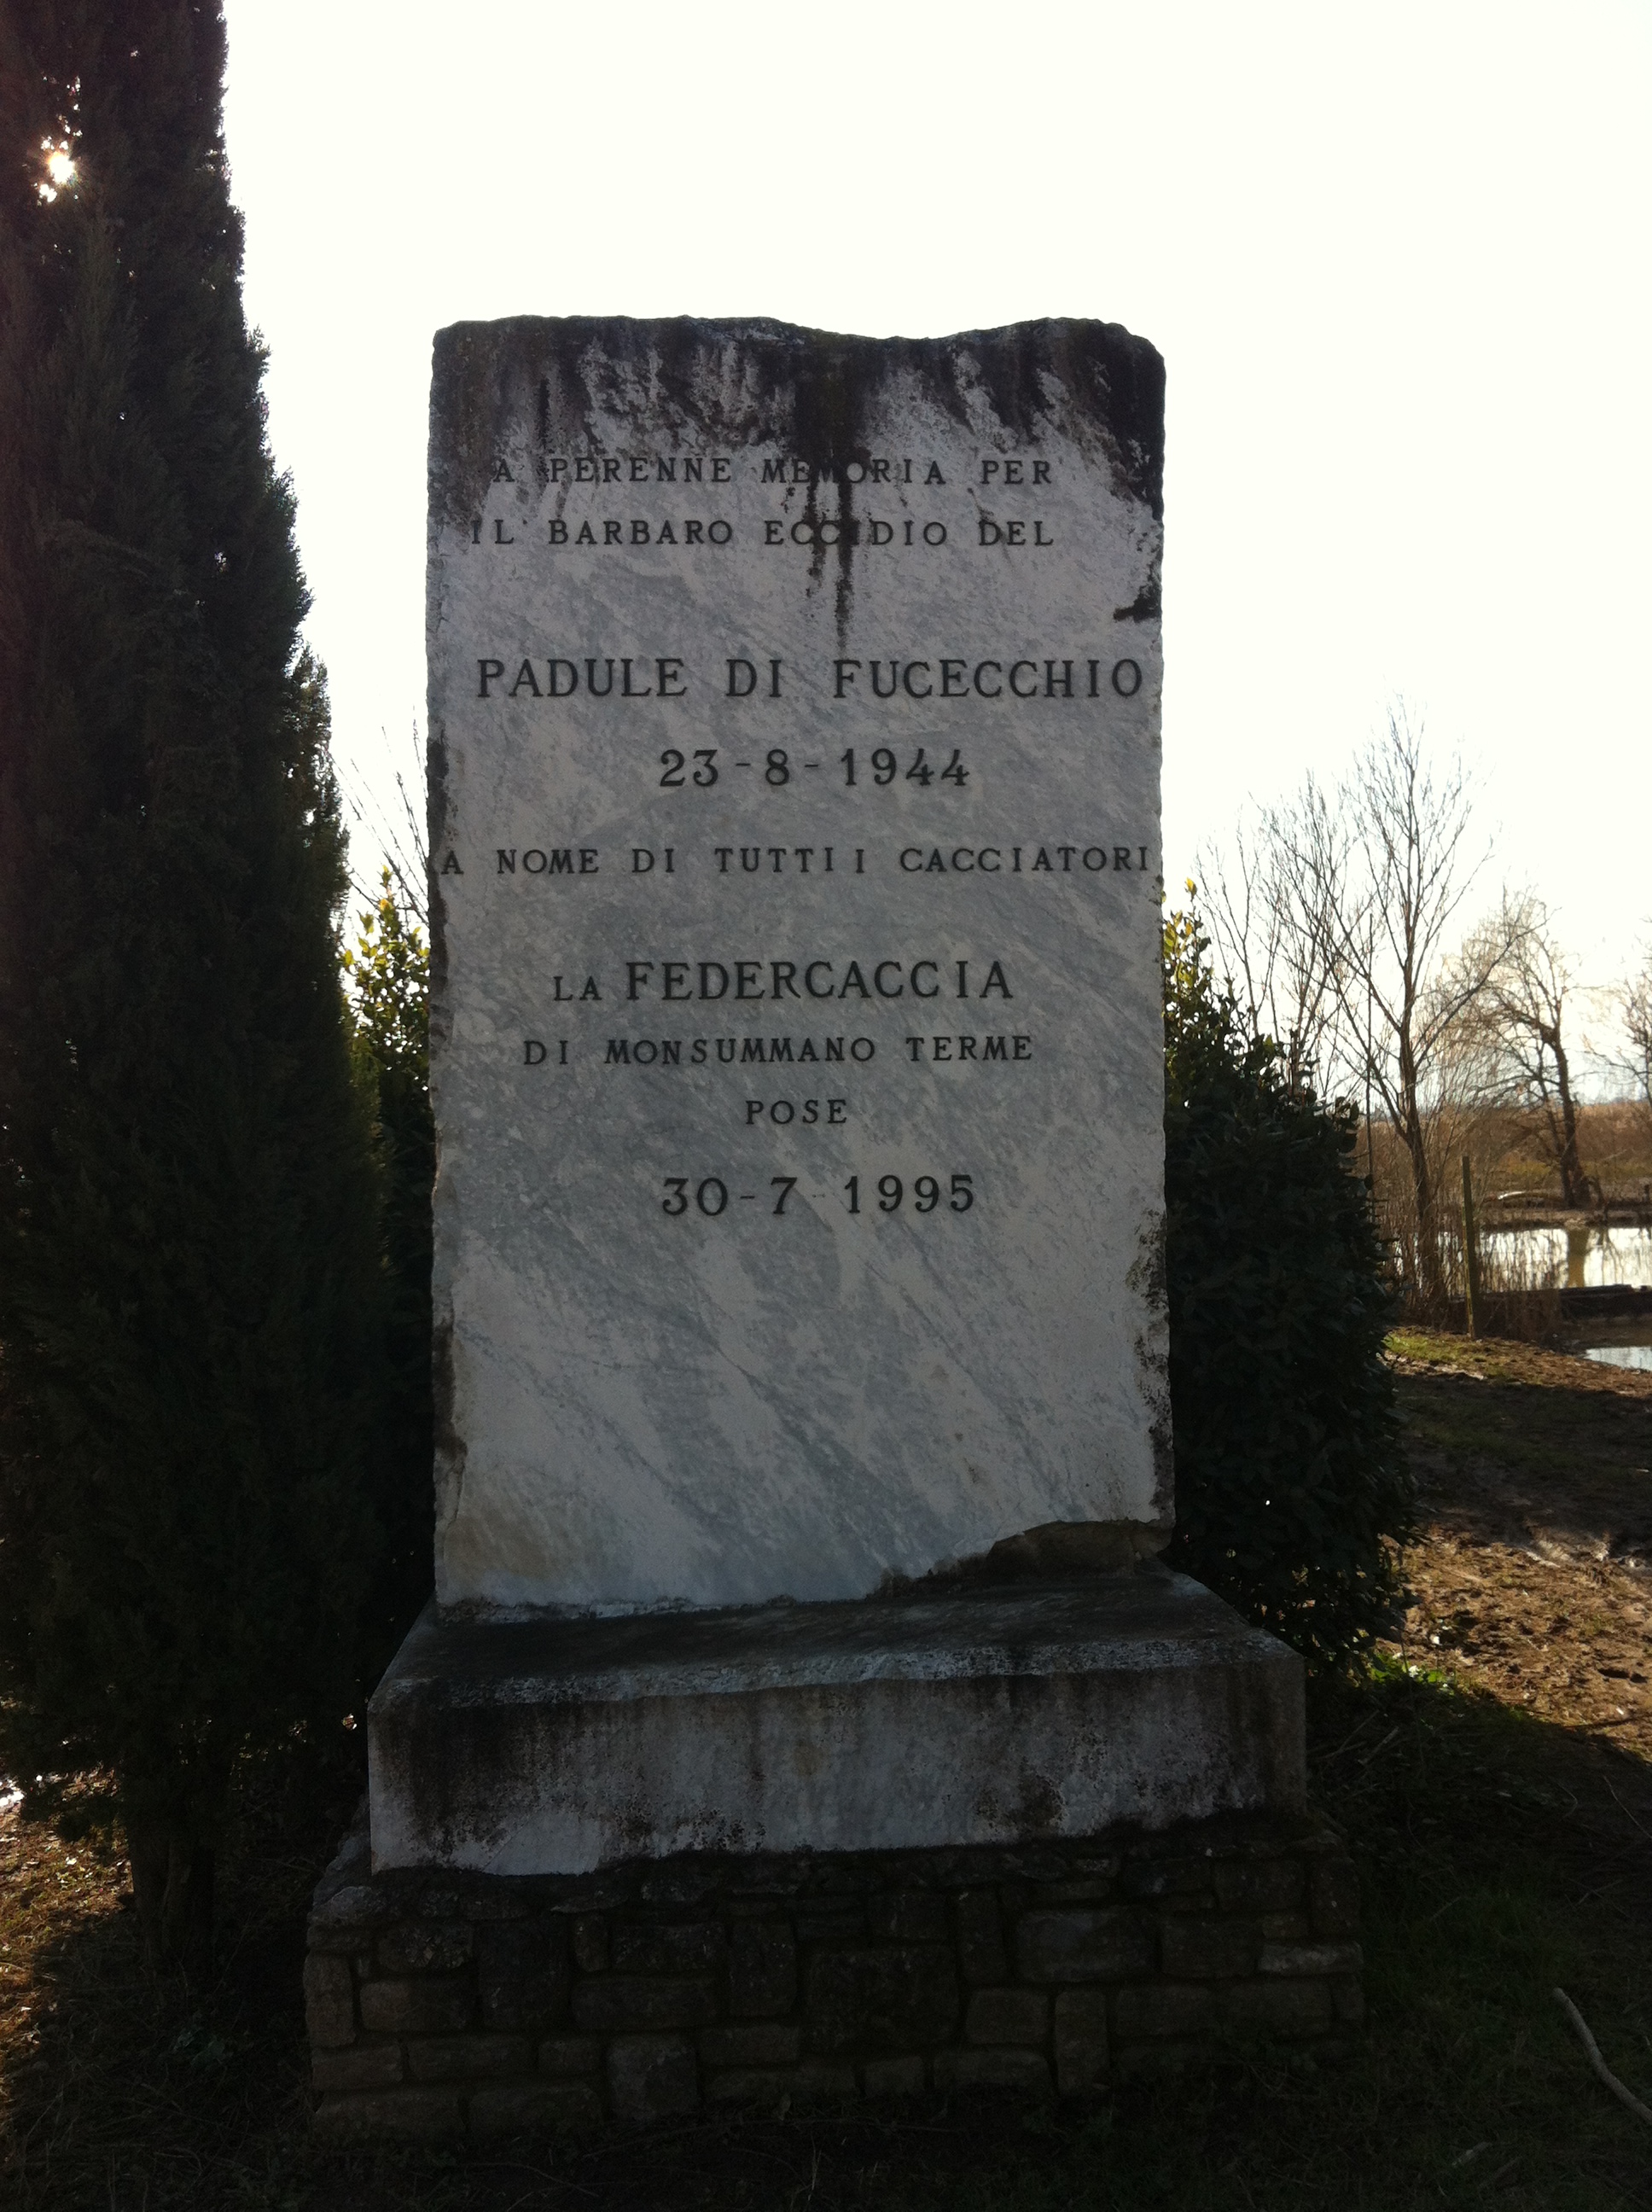 A PERENNE MEMORIA PER
IL BARBARO ECCIDIO DEL
PADULE DI FUCECCHIO
23-8-1944
A NOME DI TUTTI I CACCIATORI
LA FEDERCACCIA
DI MONSUMMANO TERME
POSE
30-7-1995